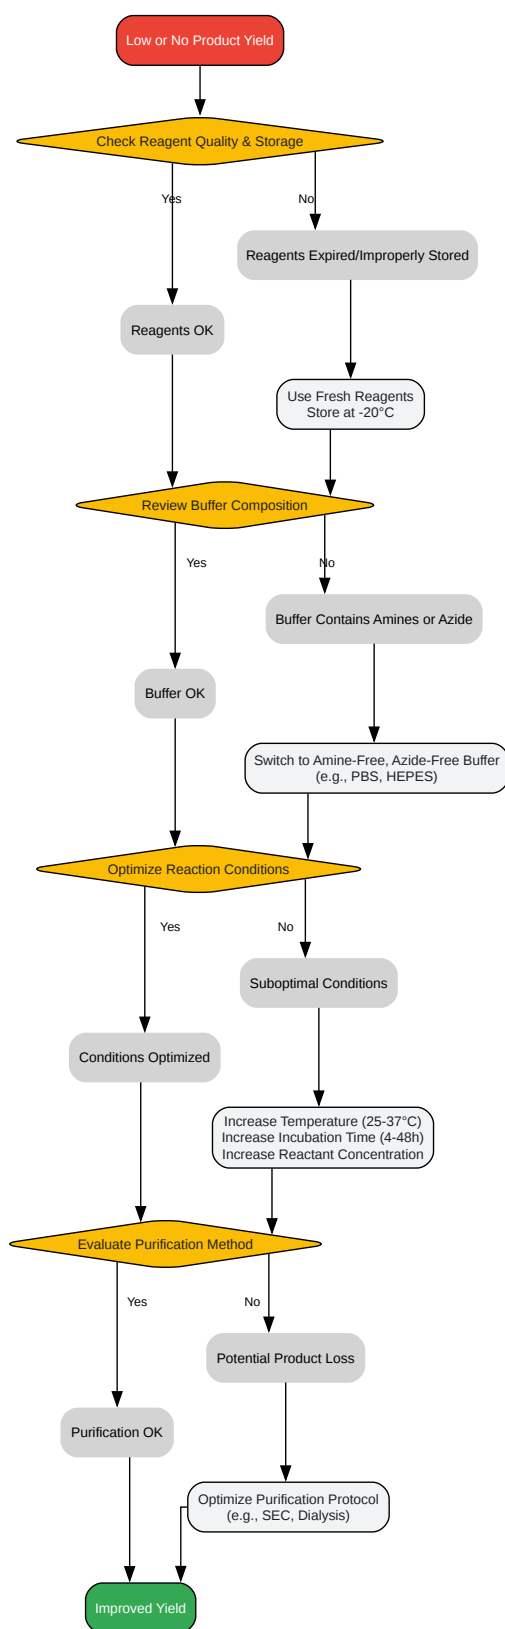 Low or No Product Yield
Check Reagent Quality & Storage
Yes
No
Reagents Expired/Improperly Stored
Reagents OK
Use Fresh Reagents
Store at -20°C
Review Buffer Composition
Yes
No
Buffer Contains Amines or Azide
Buffer OK
Switch to Amine-Free, Azide-Free Buffer
(e.g., PBS, HEPES)
Optimize Reaction Conditions
Yes
No
Suboptimal Conditions
Conditions Optimized
Increase Temperature (25-37°C)
Increase Incubation Time (4-48h)
Increase Reactant Concentration
Evaluate Purification Method
Yes
No
Potential Product Loss
Purification OK
Optimize Purification Protocol
(e.g., SEC, Dialysis)
Improved Yield